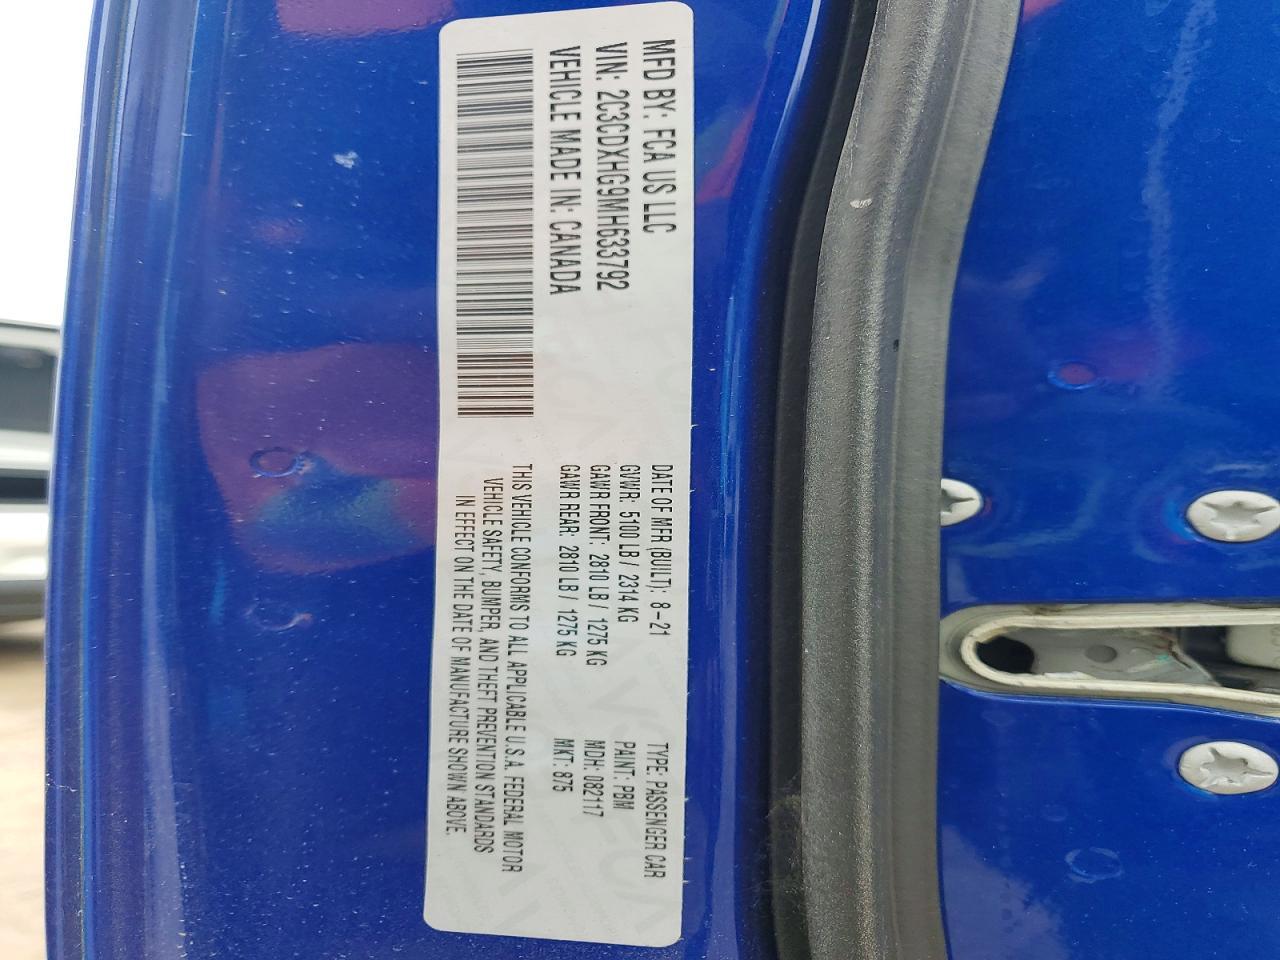 MFD BY: FCA US LLC
VIN: 2C3CDXHG9MH633792
VEHICLE MADE IN: CANADA
DATE OF MFR (BUILT): 8-21
GVWR: 5100 LB / 2314 KG
GAWR FRONT: 2810 LB / 1275 KG
GAWR REAR: 2810 LB / 1275 KG
TYPE: PASSENGER CAR
PAINT: PBM
MDH: 082117
MKT: 875
THIS VEHICLE CONFORMS TO ALL APPLICABLE U.S.A. FEDERAL MOTOR
VEHICLE SAFETY, BUMPER, AND THEFT PREVENTION STANDARDS
IN EFFECT ON THE DATE OF MANUFACTURE SHOWN ABOVE.